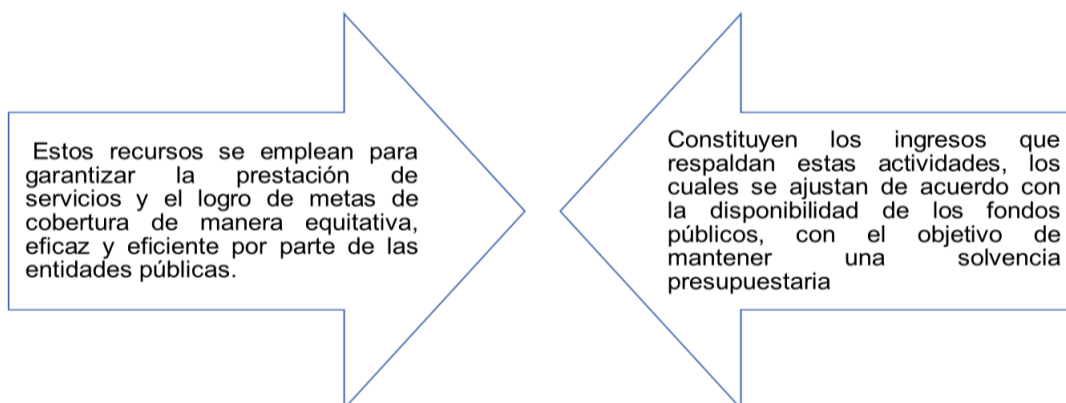 Estos recursos se emplean para
garantizar la prestación de
servicios y el logro de metas de
cobertura de manera equitativa,
eficaz y eficiente por parte de las
entidades públicas.
Constituyen los ingresos que
respaldan estas actividades, los
cuales se ajustan de acuerdo con
la disponibilidad de los fondos
públicos, con el objetivo de
mantener una solvencia
presupuestaria